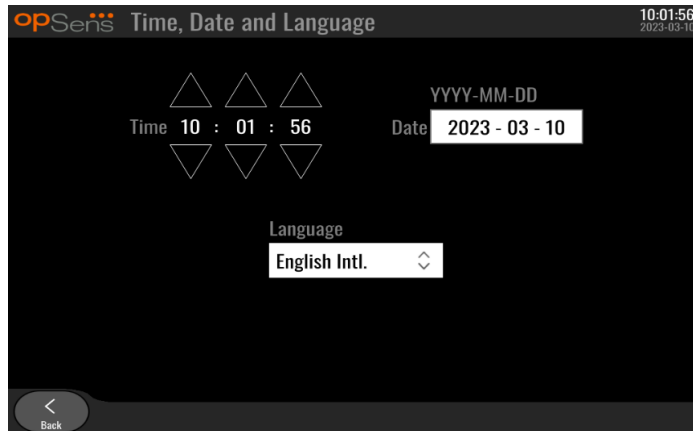 opSens Time, Date and Language
10:01:56
2023-03-10
YYYY-MM-DD
Time 10 : 01 : 56
Date 2023 - 03 - 10
Language
English Intl.
Back